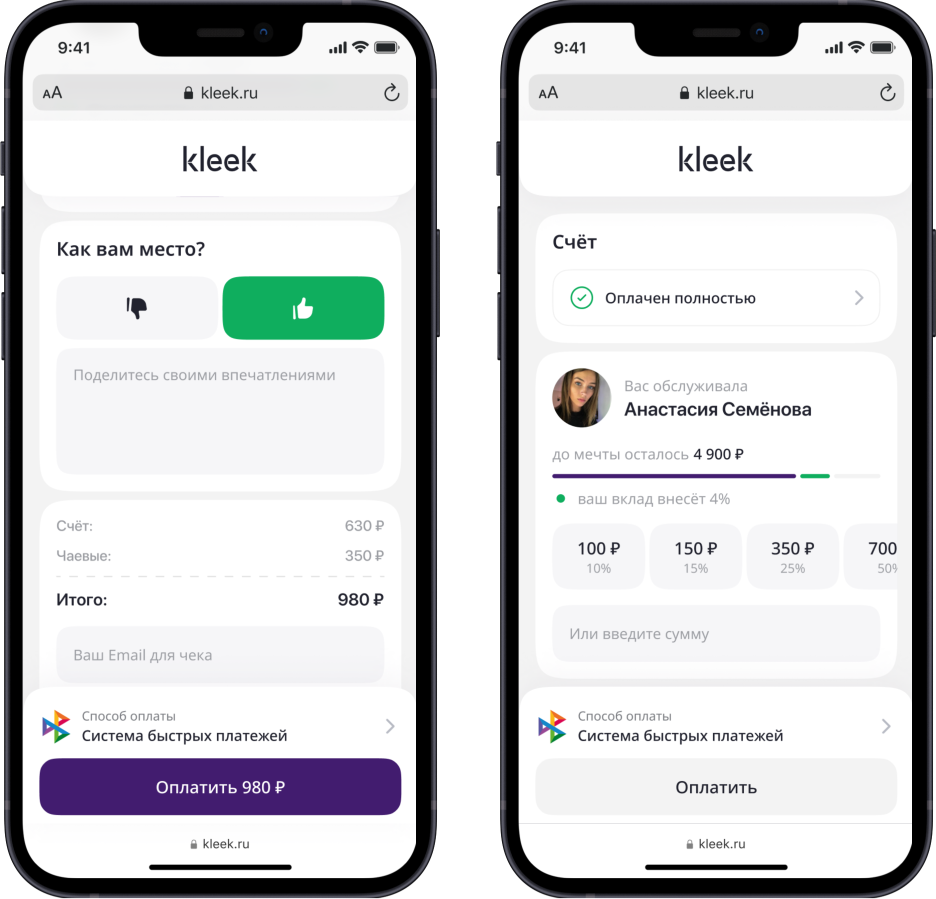 9:41
AA kleek.ru
kleek
Как вам место?
Поделитесь своими впечатлениями
Счёт: 630 ₽
Чаевые: 350 ₽
Итого: 980 ₽
Ваш Email для чека
Способ оплаты
Система быстрых платежей
Оплатить 980 ₽
kleek.ru
9:41
AA kleek.ru
kleek
Счёт
Оплачен полностью
Вас обслуживала
Анастасия Семёнова
до мечты осталось 4 900 ₽
ваш вклад внесёт 4%
100 ₽ 150 ₽ 350 ₽ 700
10% 15% 25% 50%
Или введите сумму
Способ оплаты
Система быстрых платежей
Оплатить
kleek.ru